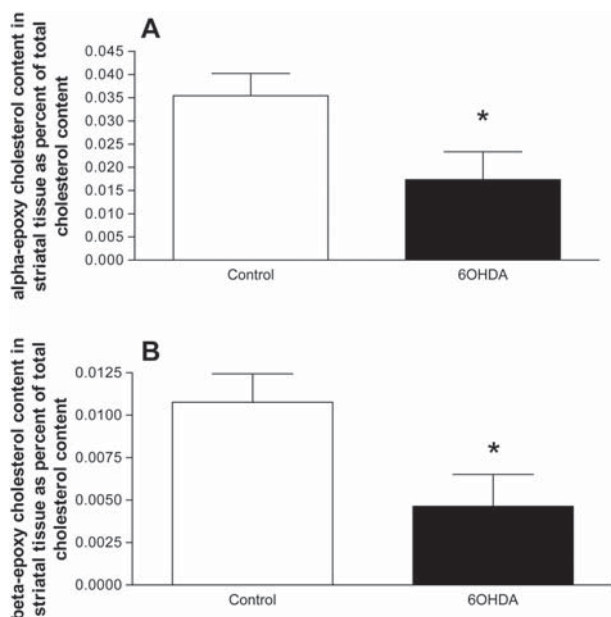 A
alpha-epoxy cholesterol content in
striatal tissue as percent of total
cholesterol content
0.045
0.040
0.035
0.030
0.025
0.020
0.015
0.010
0.005
0.000
*
Control 6OHDA
B
beta-epoxy cholesterol content in
striatal tissue as percent of total
cholesterol content
0.0125
0.0100
0.0075
0.0050
0.0025
0.0000
*
Control 6OHDA